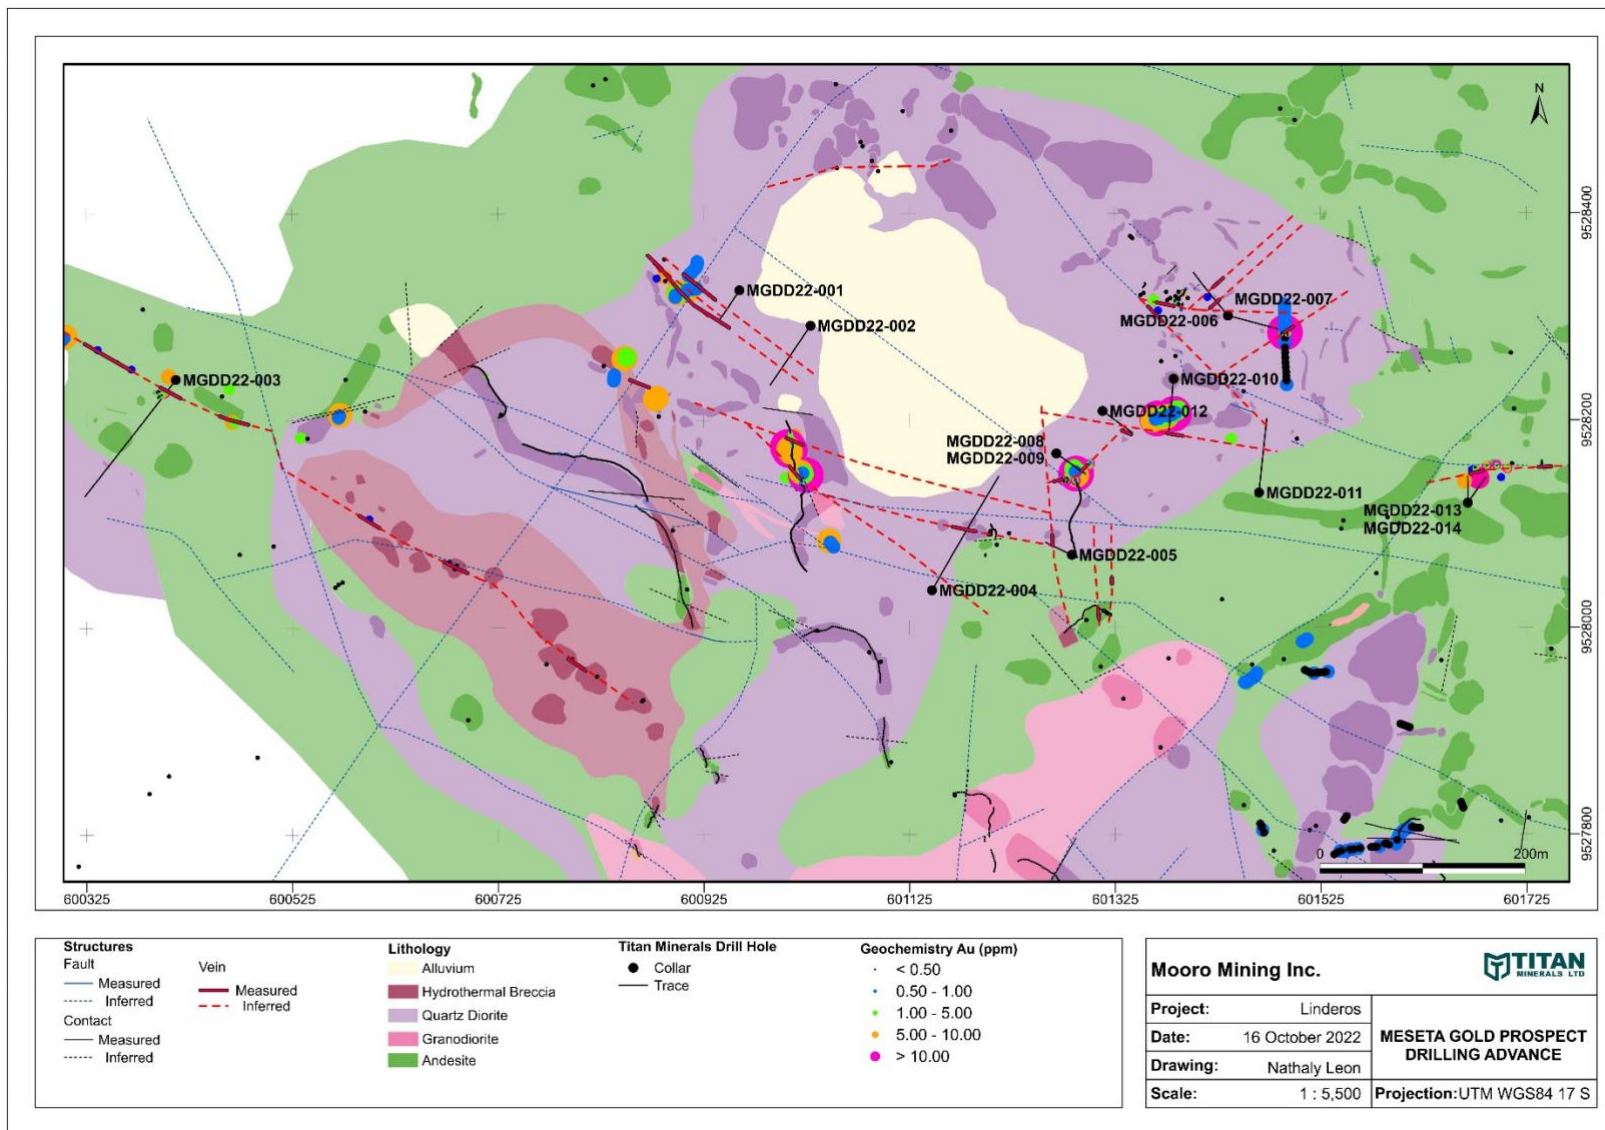 N
9528400
MGDD22-001
MGDD22-007
MGDD22-002
MGDD22-006
MGDD22-003
MGDD22-010
MGDD22-012
9528200
MGDD22-008
MGDD22-009
MGDD22-011
MGDD22-013
MGDD22-014
MGDD22-005
MGDD22-004
9528000
9527800
0 200m
600325 600525 600725 600925 601125 601325 601525 601725
Structures
Fault
Measured
Inferred
Contact
Measured
Inferred
Vein
Measured
Inferred
Lithology
Alluvium
Hydrothermal Breccia
Quartz Diorite
Granodiorite
Andesite
Titan Minerals Drill Hole
Collar
Trace
Geochemistry Au (ppm)
< 0.50
0.50 - 1.00
1.00 - 5.00
5.00 - 10.00
> 10.00
Mooro Mining Inc.
TITAN
MINERALS LTD
Project: Linderos
Date: 16 October 2022
Drawing: Nathaly Leon
Scale: 1 : 5,500
MESETA GOLD PROSPECT
DRILLING ADVANCE
Projection:UTM WGS84 17 S